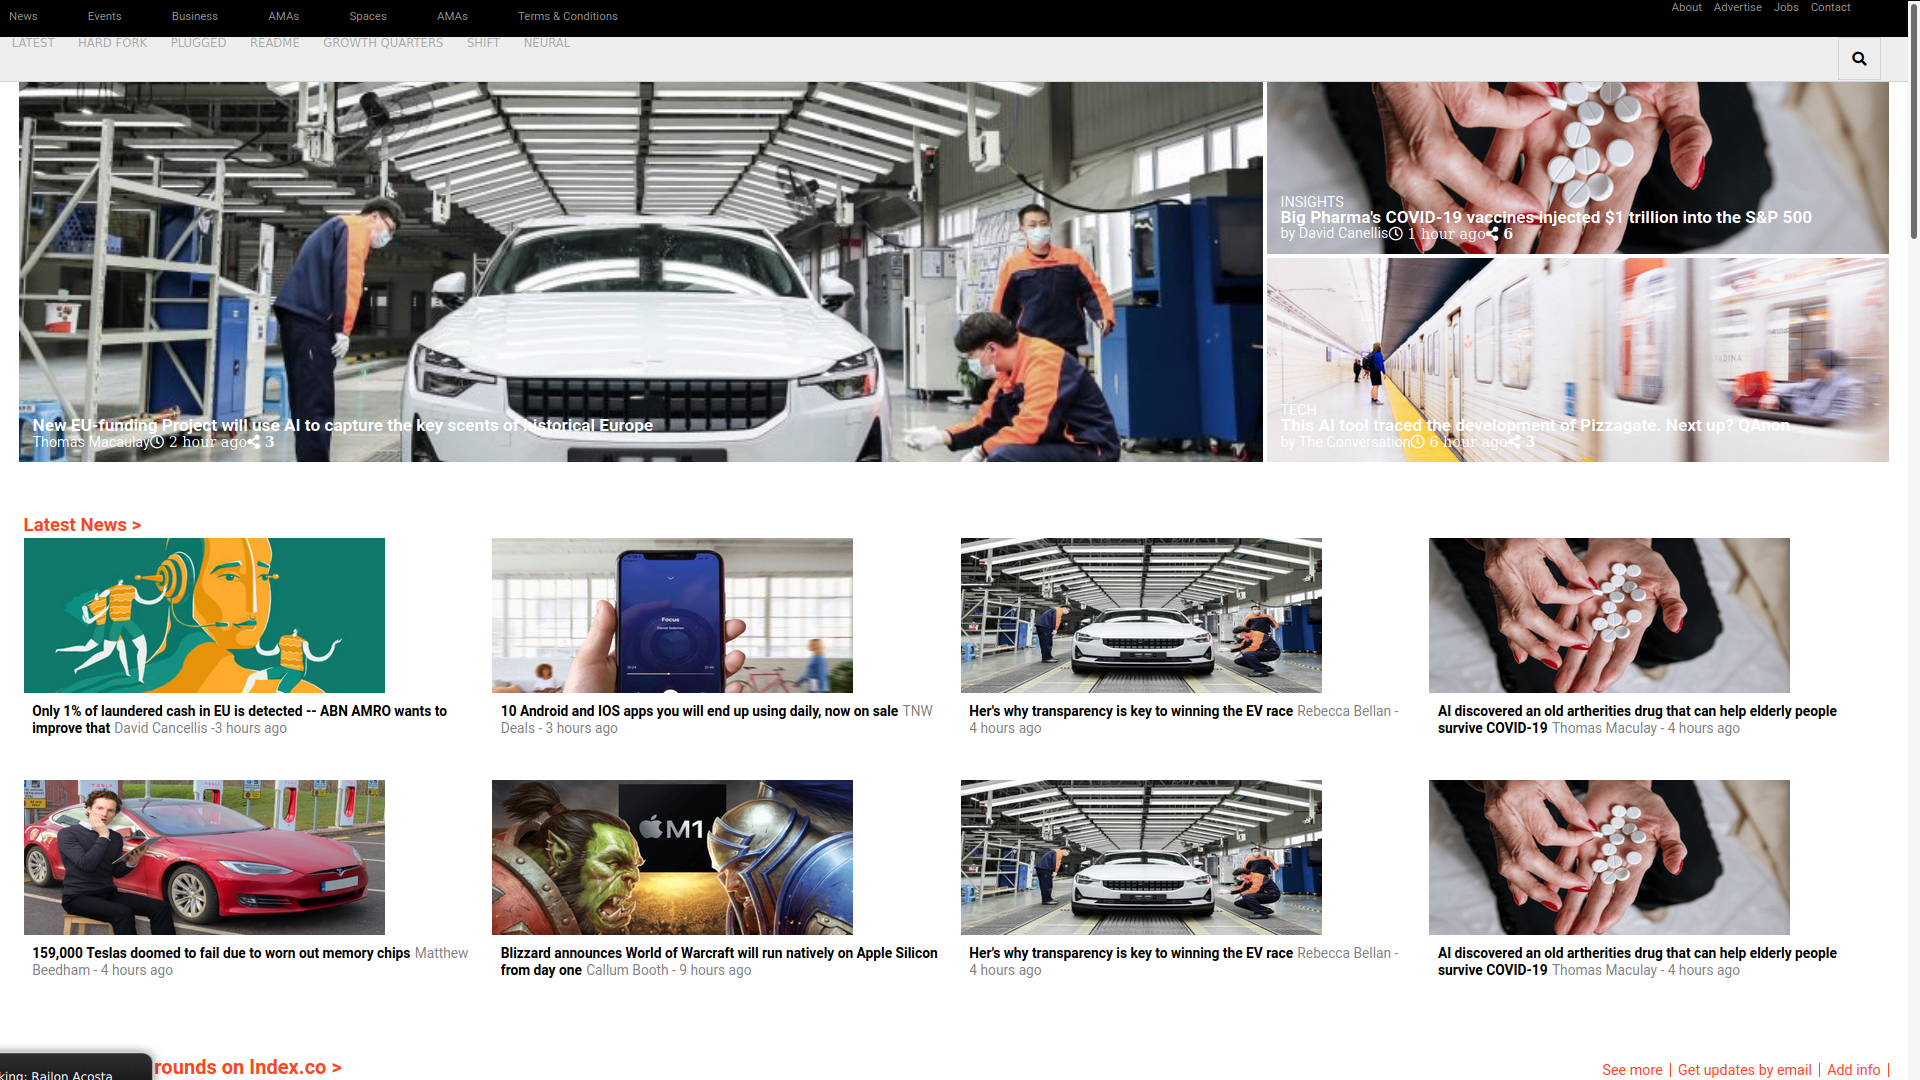 News Events Business AMAs Spaces AMAs Terms & Conditions
About Advertise Jobs Contact
LATEST HARD FORK PLUGGED README GROWTH QUARTERS SHIFT NEURAL
New EU-funding Project will use AI to capture the key scents of historical Europe
Thomas Macaulay 2 hour ago 3
INSIGHTS
Big Pharma's COVID-19 vaccines injected $1 trillion into the S&P 500
by David Canellis 1 hour ago 6
TECH
This AI tool traced the development of Pizzagate. Next up? QAnon
by The Conversation 6 hour ago 3
Latest News >
Focus
Only 1% of laundered cash in EU is detected -- ABN AMRO wants to
improve that David Cancellis -3 hours ago
10 Android and IOS apps you will end up using daily, now on sale TNW
Deals - 3 hours ago
Her's why transparency is key to winning the EV race Rebecca Bellan -
4 hours ago
AI discovered an old artherities drug that can help elderly people
survive COVID-19 Thomas Maculay - 4 hours ago
M1
159,000 Teslas doomed to fail due to worn out memory chips Matthew
Beedham - 4 hours ago
Blizzard announces World of Warcraft will run natively on Apple Silicon
from day one Callum Booth - 9 hours ago
Her's why transparency is key to winning the EV race Rebecca Bellan -
4 hours ago
AI discovered an old artherities drug that can help elderly people
survive COVID-19 Thomas Maculay - 4 hours ago
rounds on Index.co >
See more | Get updates by email | Add info |
king: Railon Acosta